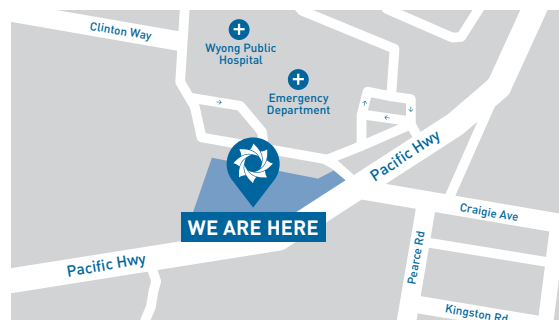 Clinton Way
Wyong Public
Hospital
Emergency
Department
Pacific Hwy
WE ARE HERE
Craigie Ave
Pearce Rd
Pacific Hwy
Kingston Rd